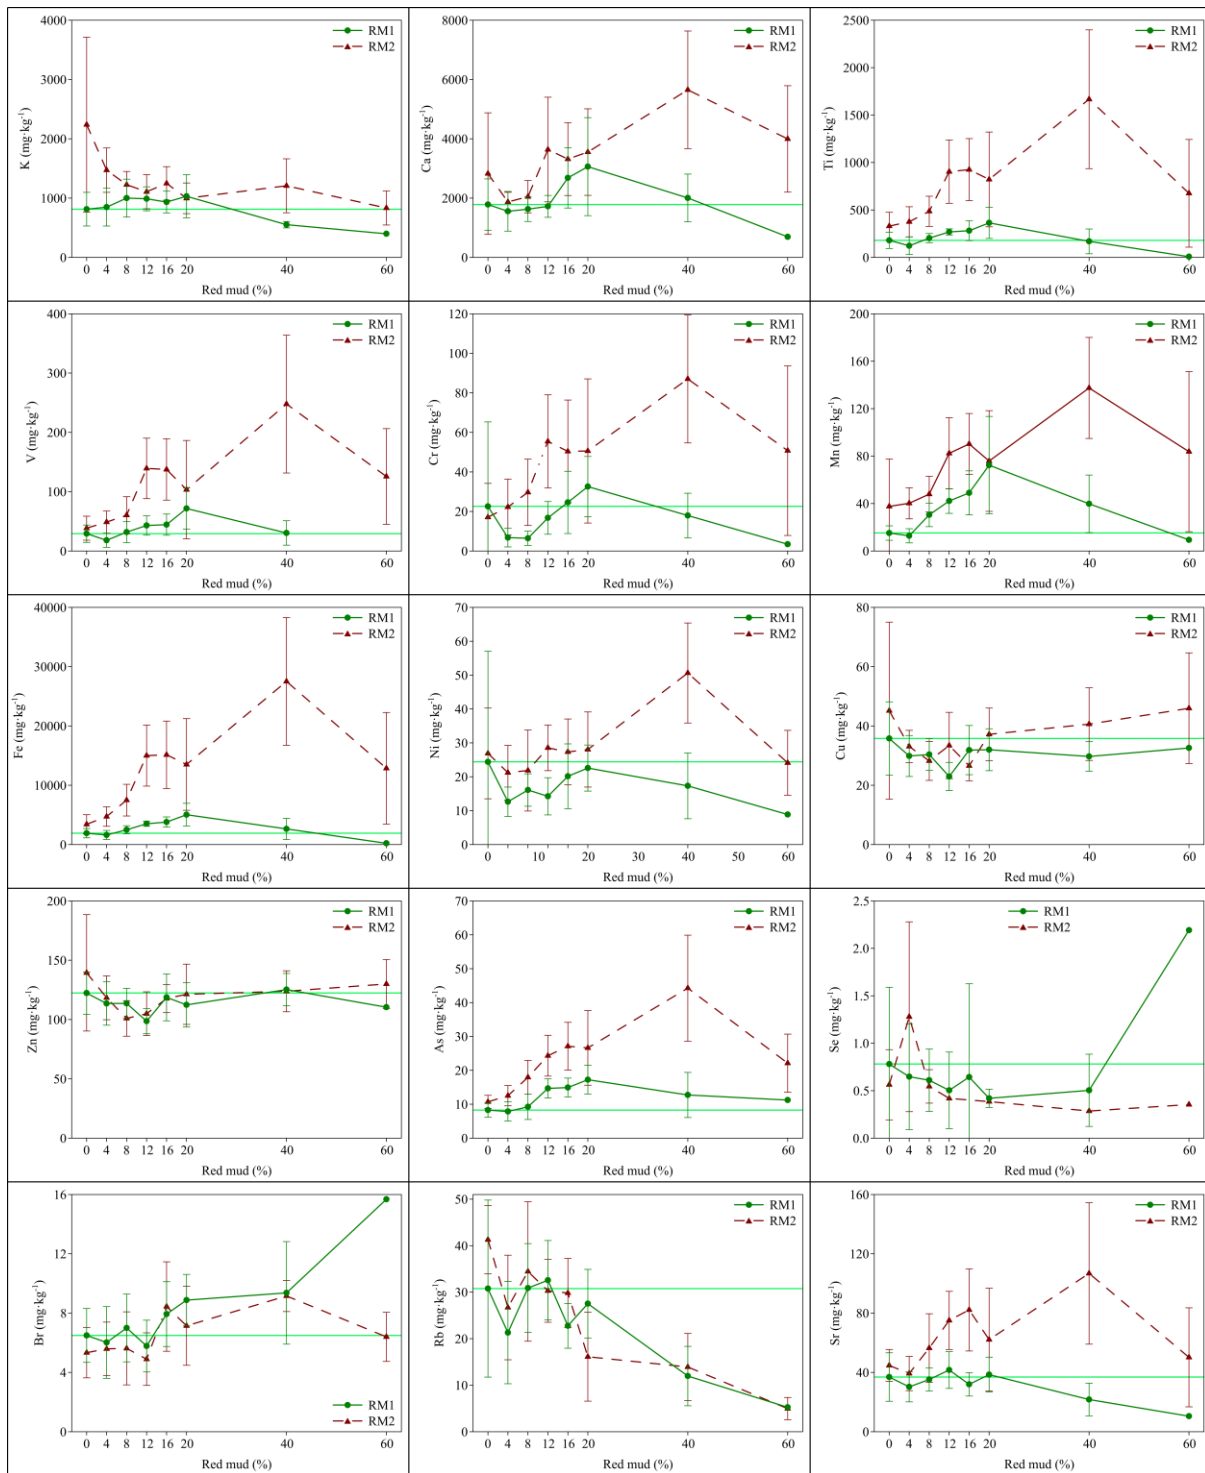 4000
3000
2000
1000
0
K (mg·kg⁻¹)
RM1
RM2
0 4 8 12 16 20 40 60
Red mud (%)
8000
6000
4000
2000
0
Ca (mg·kg⁻¹)
RM1
RM2
0 4 8 12 16 20 40 60
Red mud (%)
2500
2000
1500
1000
500
0
Ti (mg·kg⁻¹)
RM1
RM2
0 4 8 12 16 20 40 60
Red mud (%)
400
300
200
100
0
V (mg·kg⁻¹)
RM1
RM2
0 4 8 12 16 20 40 60
Red mud (%)
120
100
80
60
40
20
0
Cr (mg·kg⁻¹)
RM1
RM2
0 4 8 12 16 20 40 60
Red mud (%)
200
160
120
80
40
0
Mn (mg·kg⁻¹)
RM1
RM2
0 4 8 12 16 20 40 60
Red mud (%)
40000
30000
20000
10000
0
Fe (mg·kg⁻¹)
RM1
RM2
0 4 8 12 16 20 40 60
Red mud (%)
70
60
50
40
30
20
10
0
Ni (mg·kg⁻¹)
RM1
RM2
0 4 8 10 12 16 20 30 40 50 60
Red mud (%)
80
60
40
20
0
Cu (mg·kg⁻¹)
RM1
RM2
0 4 8 12 16 20 40 60
Red mud (%)
200
150
100
50
0
Zn (mg·kg⁻¹)
RM1
RM2
0 4 8 12 16 20 40 60
Red mud (%)
70
60
50
40
30
20
10
0
As (mg·kg⁻¹)
RM1
RM2
0 4 8 12 16 20 40 60
Red mud (%)
2.5
2.0
1.5
1.0
0.5
0.0
Se (mg·kg⁻¹)
RM1
RM2
0 4 8 12 16 20 40 60
Red mud (%)
16
12
8
4
0
Br (mg·kg⁻¹)
RM1
RM2
0 4 8 12 16 20 40 60
Red mud (%)
50
40
30
20
10
0
Rb (mg·kg⁻¹)
RM1
RM2
0 4 8 12 16 20 40 60
Red mud (%)
160
120
80
40
0
Sr (mg·kg⁻¹)
RM1
RM2
0 4 8 12 16 20 40 60
Red mud (%)